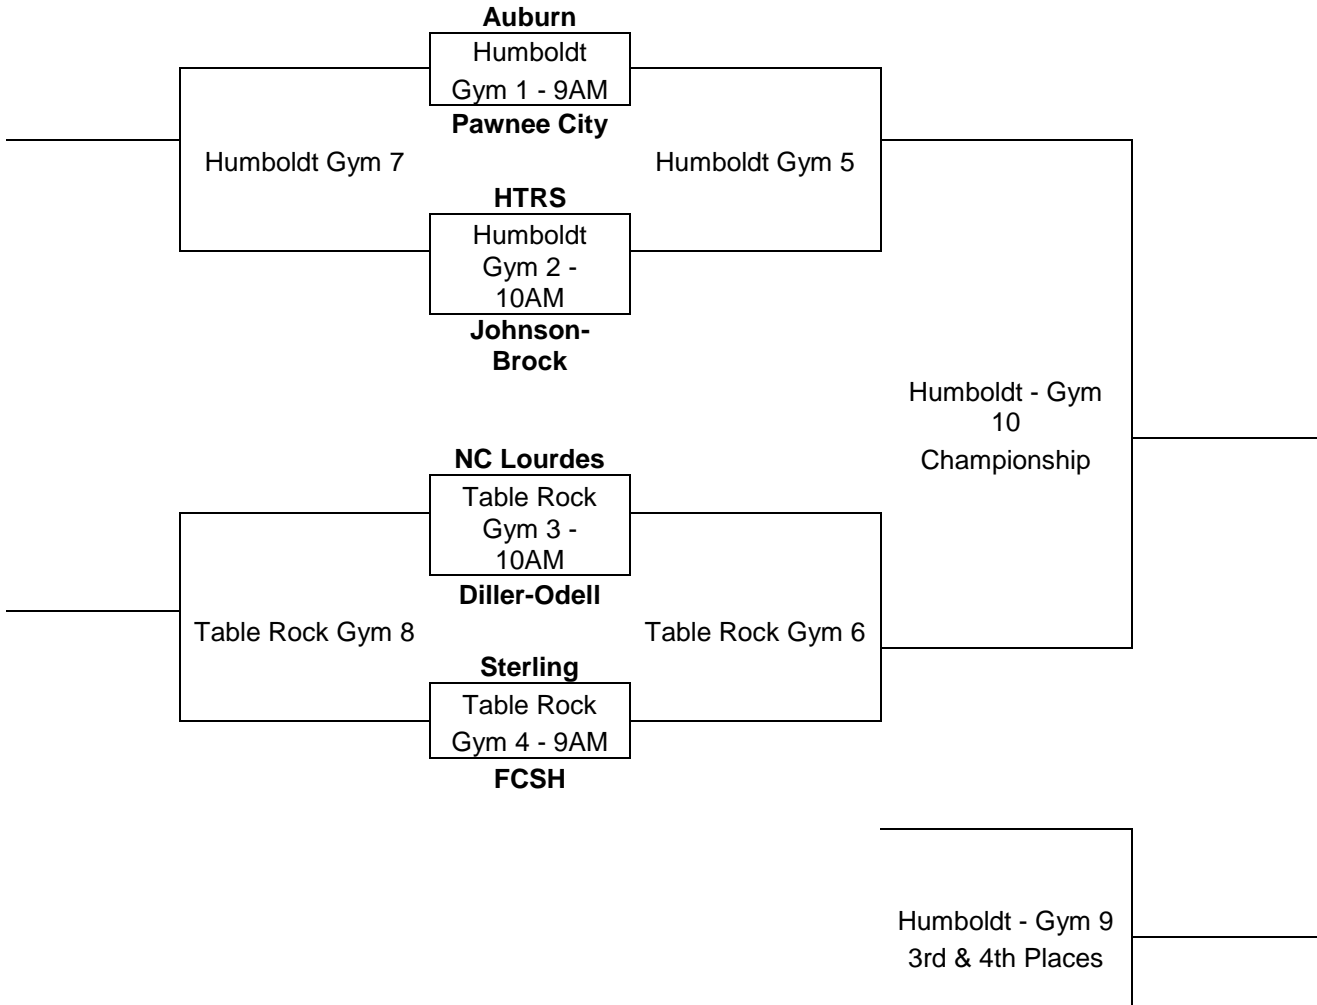 Auburn
Humboldt
Gym 1 - 9AM
Pawnee City
Humboldt Gym 7
Humboldt Gym 5
HTRS
Humboldt
Gym 2 -
10AM
Johnson-
Brock
Humboldt - Gym
10
Championship
NC Lourdes
Table Rock
Gym 3 -
10AM
Diller-Odell
Table Rock Gym 8
Table Rock Gym 6
Sterling
Table Rock
Gym 4 - 9AM
FCSH
Humboldt - Gym 9
3rd & 4th Places